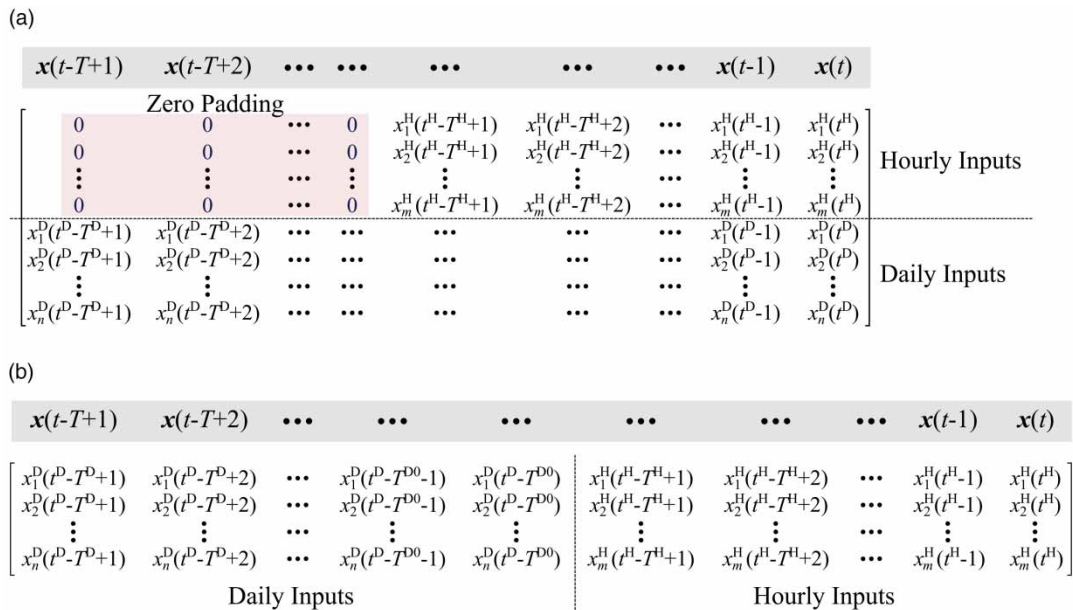 (a)
x(t-T+1) x(t-T+2) ••• ••• ••• ••• ••• x(t-1) x(t)
Zero Padding
0 0 ••• 0 x₁ᴴ(tᴴ-Tᴴ+1) x₁ᴴ(tᴴ-Tᴴ+2) ••• x₁ᴴ(tᴴ-1) x₁ᴴ(tᴴ)
0 0 ••• 0 x₂ᴴ(tᴴ-Tᴴ+1) x₂ᴴ(tᴴ-Tᴴ+2) ••• x₂ᴴ(tᴴ-1) x₂ᴴ(tᴴ)
Hourly Inputs
⋮ ⋮ ••• ⋮ ⋮ ⋮ ••• ⋮ ⋮
0 0 ••• 0 xₘᴴ(tᴴ-Tᴴ+1) xₘᴴ(tᴴ-Tᴴ+2) ••• xₘᴴ(tᴴ-1) xₘᴴ(tᴴ)
x₁ᴰ(tᴰ-Tᴰ+1) x₁ᴰ(tᴰ-Tᴰ+2) ••• ••• ••• ••• ••• x₁ᴰ(tᴰ-1) x₁ᴰ(tᴰ)
x₂ᴰ(tᴰ-Tᴰ+1) x₂ᴰ(tᴰ-Tᴰ+2) ••• ••• ••• ••• ••• x₂ᴰ(tᴰ-1) x₂ᴰ(tᴰ)
Daily Inputs
⋮ ⋮ ••• ••• ••• ••• ••• ⋮ ⋮
xₙᴰ(tᴰ-Tᴰ+1) xₙᴰ(tᴰ-Tᴰ+2) ••• ••• ••• ••• ••• xₙᴰ(tᴰ-1) xₙᴰ(tᴰ)
(b)
x(t-T+1) x(t-T+2) ••• ••• ••• ••• ••• ••• x(t-1) x(t)
x₁ᴰ(tᴰ-Tᴰ+1) x₁ᴰ(tᴰ-Tᴰ+2) ••• x₁ᴰ(tᴰ-Tᴰ⁰-1) x₁ᴰ(tᴰ-Tᴰ⁰) x₁ᴴ(tᴴ-Tᴴ+1) x₁ᴴ(tᴴ-Tᴴ+2) ••• x₁ᴴ(tᴴ-1) x₁ᴴ(tᴴ)
x₂ᴰ(tᴰ-Tᴰ+1) x₂ᴰ(tᴰ-Tᴰ+2) ••• x₂ᴰ(tᴰ-Tᴰ⁰-1) x₂ᴰ(tᴰ-Tᴰ⁰) x₂ᴴ(tᴴ-Tᴴ+1) x₂ᴴ(tᴴ-Tᴴ+2) ••• x₂ᴴ(tᴴ-1) x₂ᴴ(tᴴ)
⋮ ⋮ ••• ⋮ ⋮ ⋮ ⋮ ••• ⋮ ⋮
xₙᴰ(tᴰ-Tᴰ+1) xₙᴰ(tᴰ-Tᴰ+2) ••• xₙᴰ(tᴰ-Tᴰ⁰-1) xₙᴰ(tᴰ-Tᴰ⁰) xₘᴴ(tᴴ-Tᴴ+1) xₘᴴ(tᴴ-Tᴴ+2) ••• xₘᴴ(tᴴ-1) xₘᴴ(tᴴ)
Daily Inputs Hourly Inputs